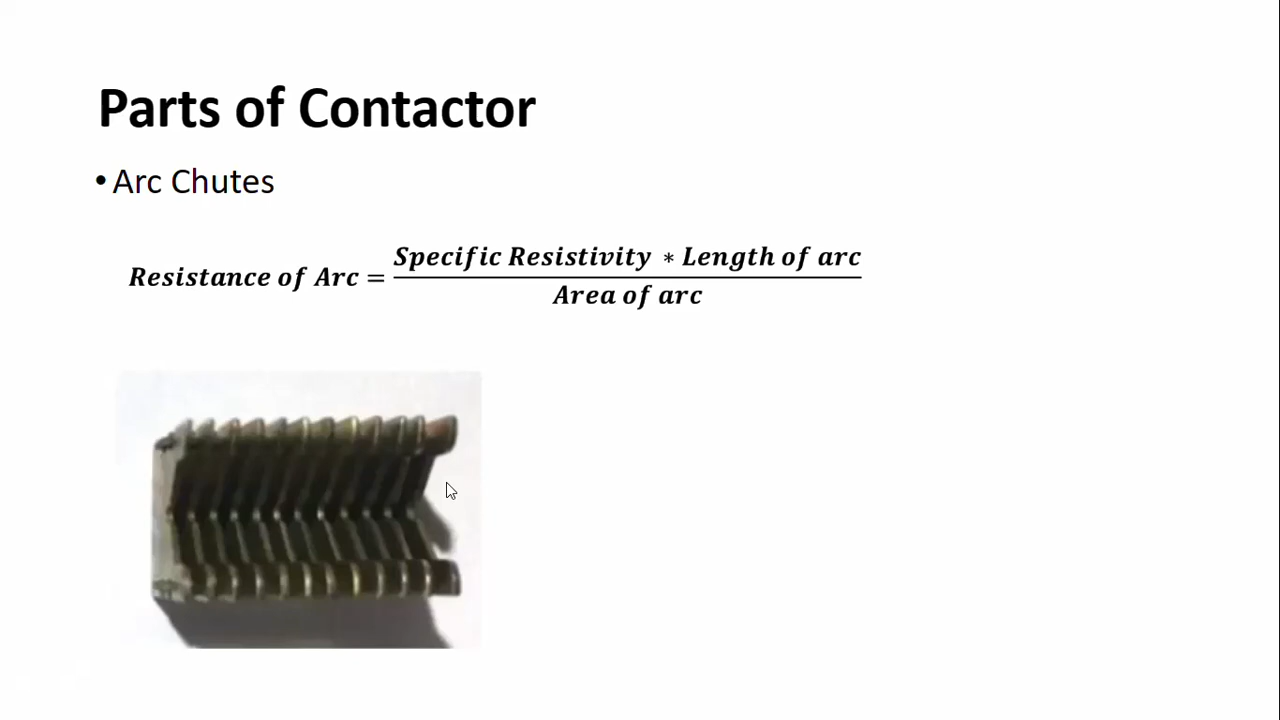 Parts of Contactor
• Arc Chutes
Resistance of Arc = Specific Resistivity * Length of arc
Area of arc